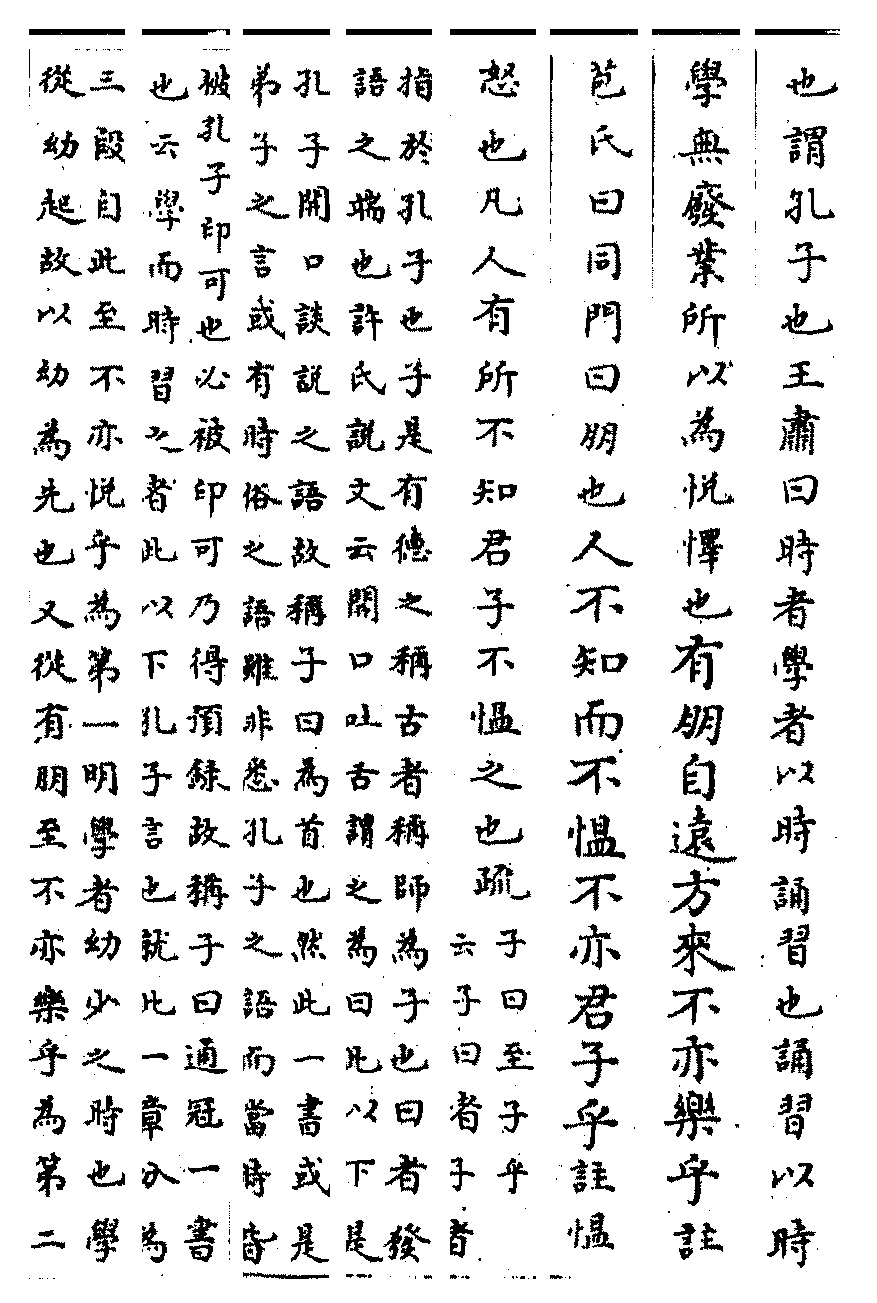 也謂孔子也王肅曰時者學者以時誦習也誦習以時
學無廢業所以為悅懌也有朋自遠方來不亦樂乎註
苞氏曰同門曰朋也人不知而不慍不亦君子乎註慍
怒也凡人有所不知君子不慍之也疏
子曰至子乎
云子曰者子者
指於孔子也子是有德之稱古者稱師為子也曰者發
語之端也許氏說文云開口吐舌謂之為曰此以下是
孔子開口談說之語故稱子曰為首也然此一書或是
弟子之言或有時俗之語雖非悉孔子之語而當時皆
被孔子印可也必被印可乃得預錄故稱子曰通冠一書
也云學而時習之者此以下孔子言也就此一章分為
三段自此至不亦悅乎為第一明學者幼少之時也學
從幼起故以幼為先也又從有朋至不亦樂乎為第二